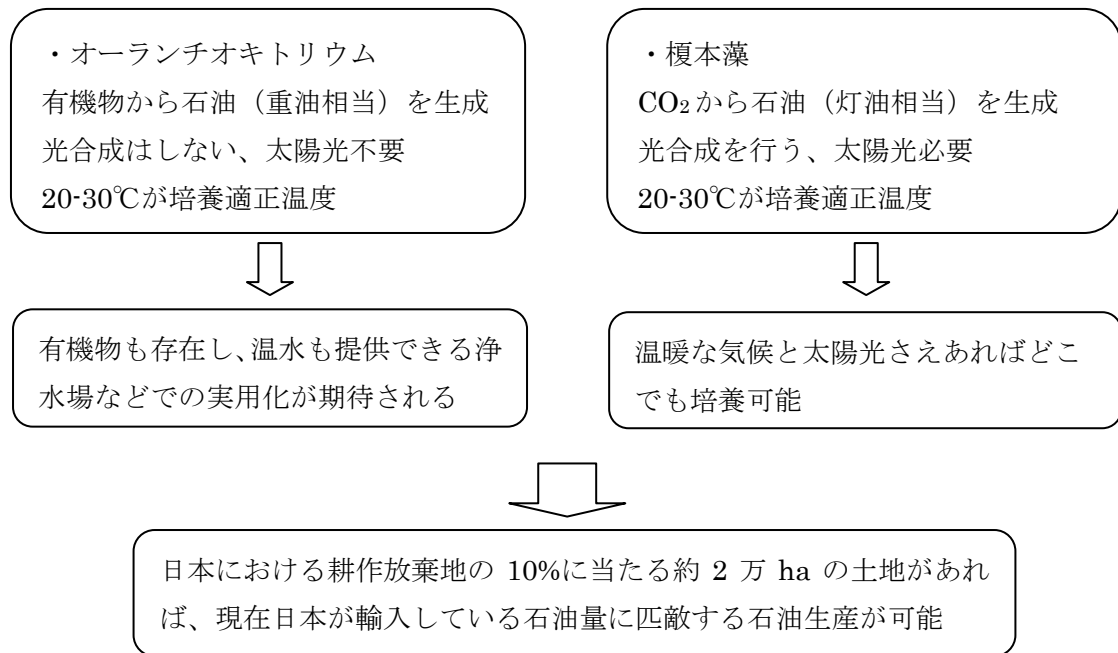 ・オーランチオキトリウム
有機物から石油（重油相当）を生成
光合成はしない、太陽光不要
20-30℃が培養適正温度
・榎本藻
CO₂から石油（灯油相当）を生成
光合成を行う、太陽光必要
20-30℃が培養適正温度
有機物も存在し、温水も提供できる浄
水場などでの実用化が期待される
温暖な気候と太陽光さえあればどこ
でも培養可能
日本における耕作放棄地の 10%に当たる約 2 万 ha の土地があれ
ば、現在日本が輸入している石油量に匹敵する石油生産が可能